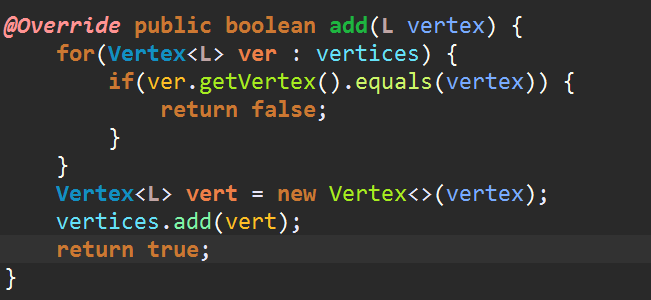 @Override public boolean add(L vertex) {
    for(Vertex<L> ver : vertices) {
        if(ver.getVertex().equals(vertex)) {
            return false;
        }
    }
    Vertex<L> vert = new Vertex<>(vertex);
    vertices.add(vert);
    return true;
}